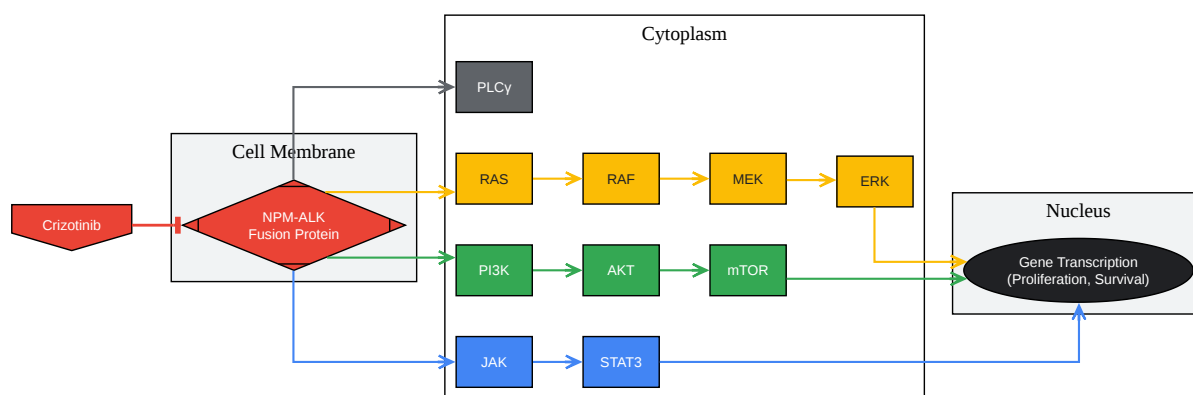 Cytoplasm
PLCγ
Cell Membrane
RAS
RAF
MEK
ERK
Crizotinib
NPM-ALK
Fusion Protein
Nucleus
PI3K
AKT
mTOR
Gene Transcription
(Proliferation, Survival)
JAK
STAT3